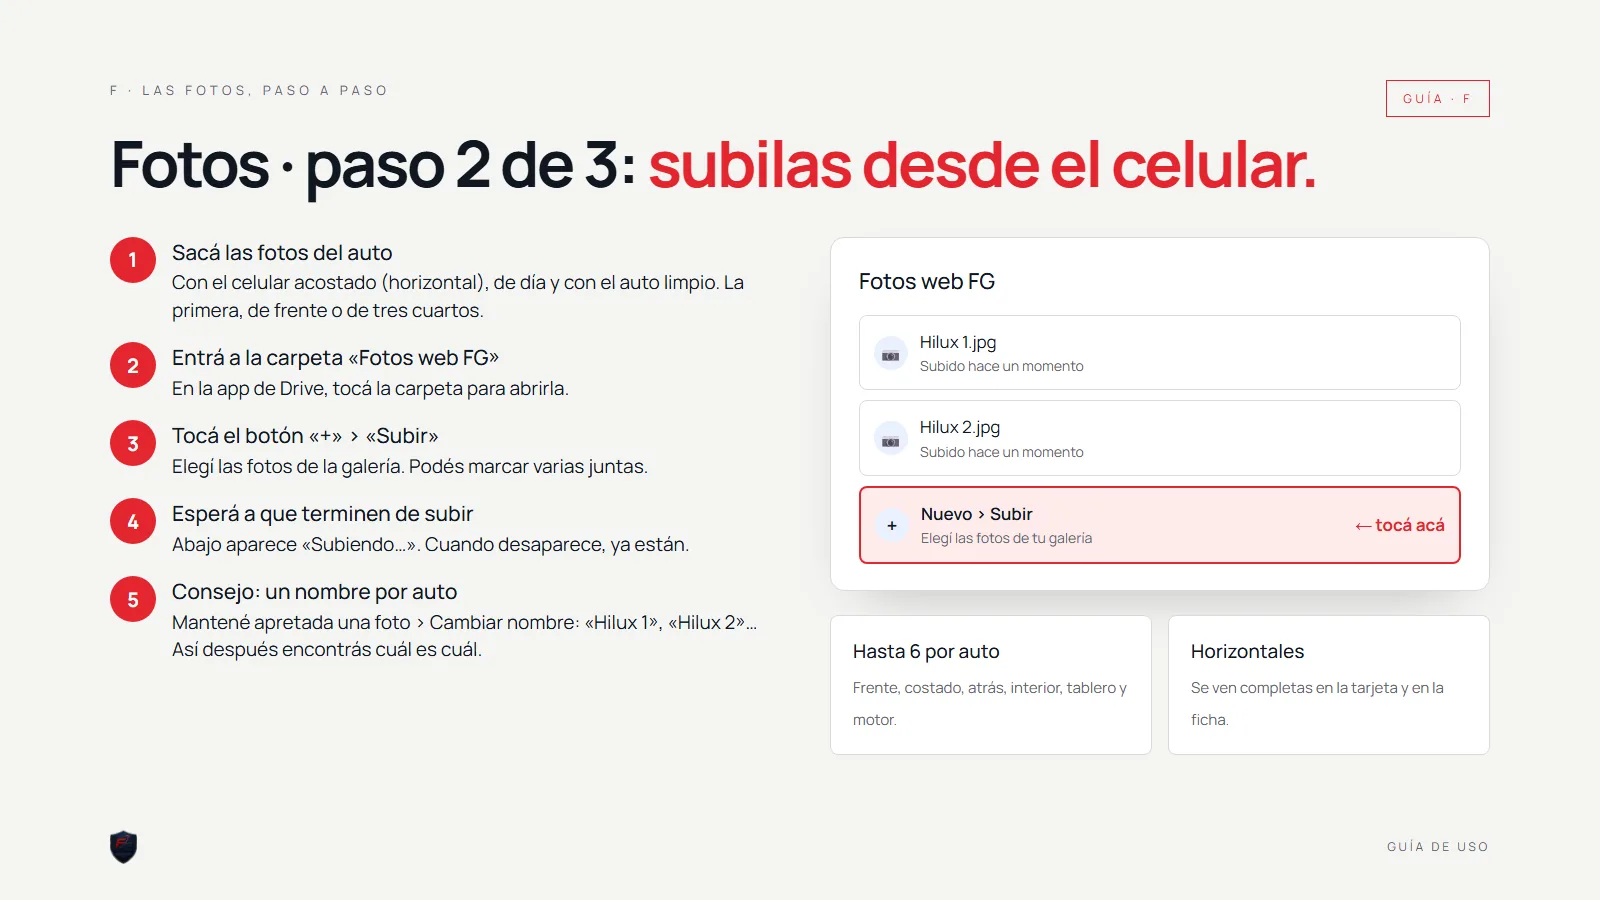 F · LAS FOTOS, PASO A PASO
GUÍA · F
Fotos · paso 2 de 3: subilas desde el celular.
1
Sacá las fotos del auto
Con el celular acostado (horizontal), de día y con el auto limpio. La
primera, de frente o de tres cuartos.
2
Entrá a la carpeta «Fotos web FG»
En la app de Drive, tocá la carpeta para abrirla.
3
Tocá el botón «+» › «Subir»
Elegí las fotos de la galería. Podés marcar varias juntas.
4
Esperá a que terminen de subir
Abajo aparece «Subiendo…». Cuando desaparece, ya están.
5
Consejo: un nombre por auto
Mantené apretada una foto › Cambiar nombre: «Hilux 1», «Hilux 2»…
Así después encontrás cuál es cuál.
Fotos web FG
Hilux 1.jpg
Subido hace un momento
Hilux 2.jpg
Subido hace un momento
+
Nuevo › Subir
Elegí las fotos de tu galería
← tocá acá
Hasta 6 por auto
Frente, costado, atrás, interior, tablero y
motor.
Horizontales
Se ven completas en la tarjeta y en la
ficha.
GUÍA DE USO